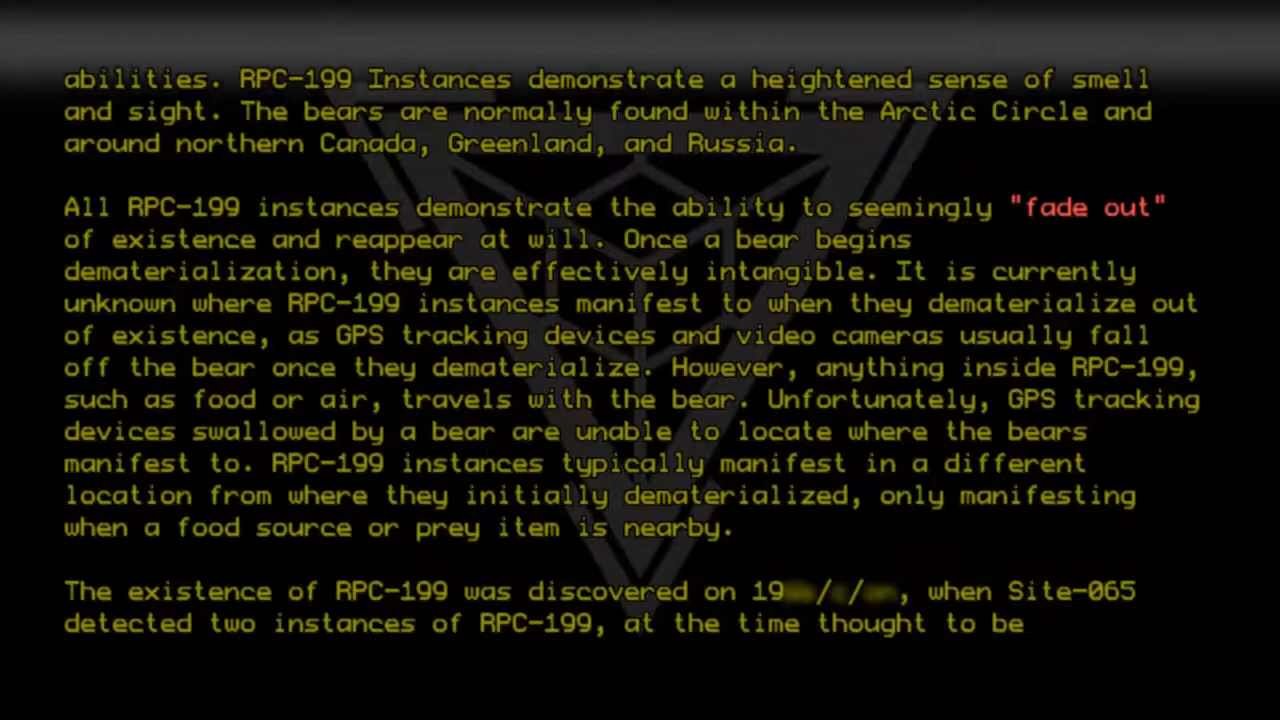 abilities. RPC-199 Instances demonstrate a heightened sense of smell
and sight. The bears are normally found within the Arctic Circle and
around northern Canada, Greenland, and Russia.
All RPC-199 instances demonstrate the ability to seemingly "fade out"
of existence and reappear at will. Once a bear begins
dematerialization, they are effectively intangible. It is currently
unknown where RPC-199 instances manifest to when they dematerialize out
of existence, as GPS tracking devices and video cameras usually fall
off the bear once they dematerialize. However, anything inside RPC-199,
such as food or air, travels with the bear. Unfortunately, GPS tracking
devices swallowed by a bear are unable to locate where the bears
manifest to. RPC-199 instances typically manifest in a different
location from where they initially dematerialized, only manifesting
when a food source or prey item is nearby.
The existence of RPC-199 was discovered on 19 / / , when Site-065
detected two instances of RPC-199, at the time thought to be